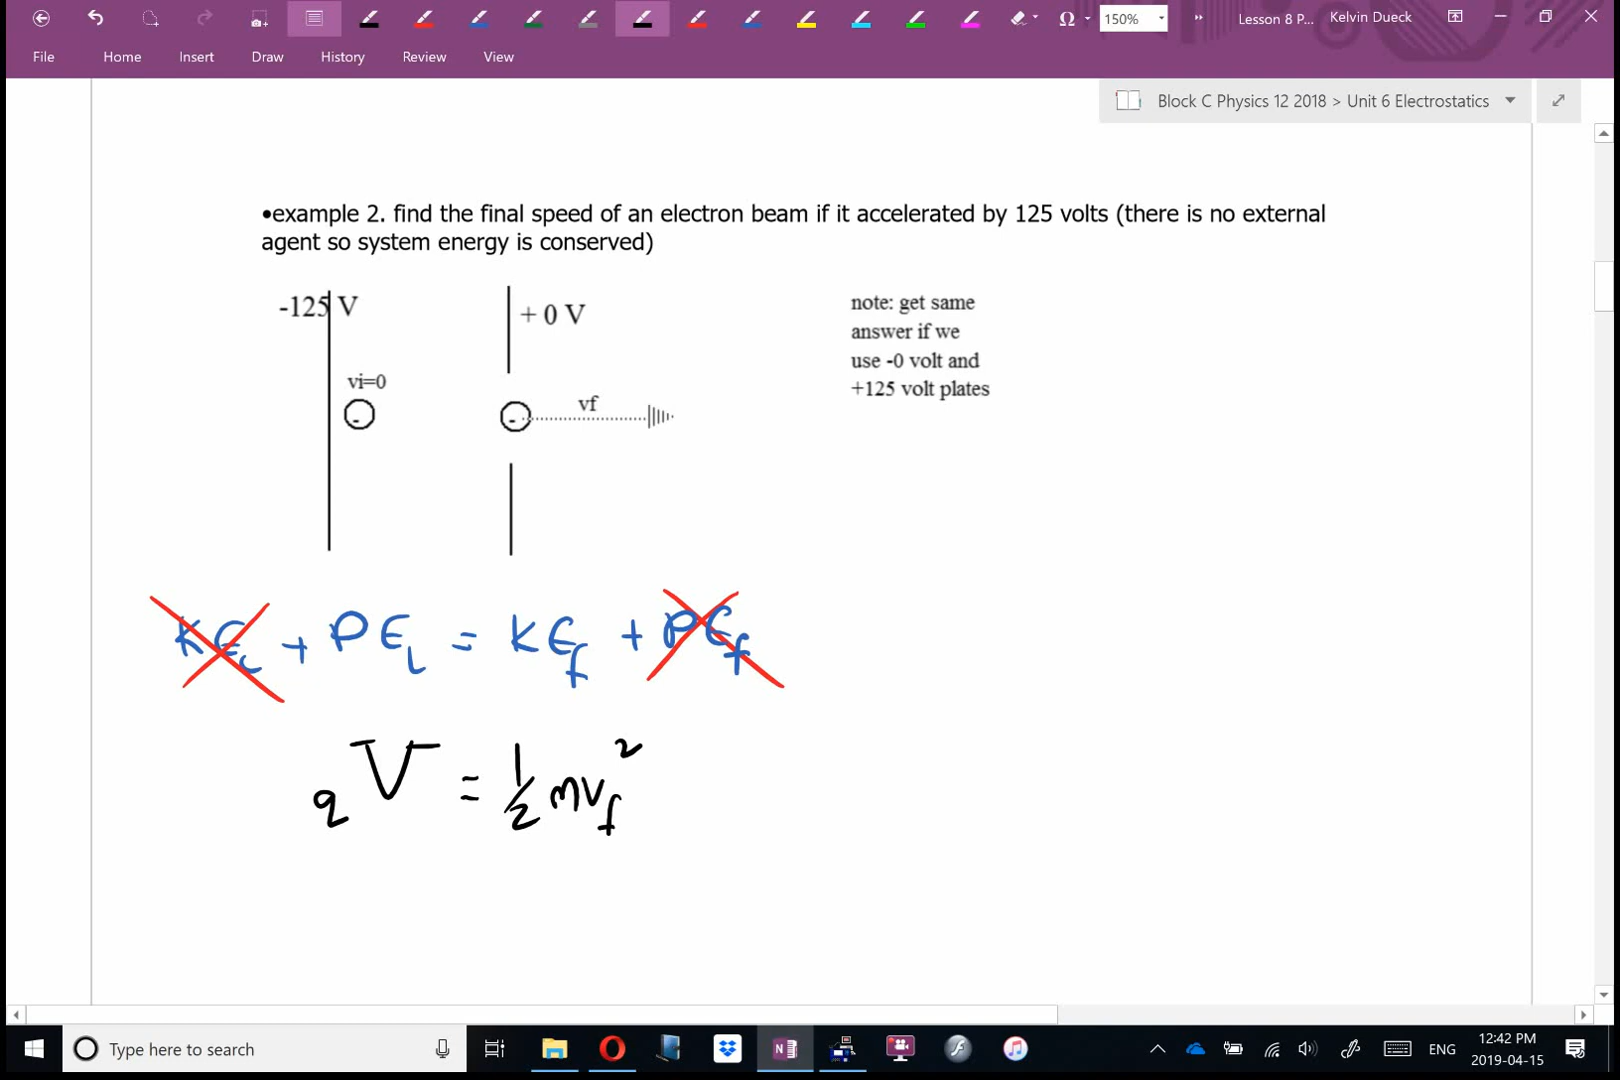 150%
Lesson 8 P...
Kelvin Dueck
File
Home
Insert
Draw
History
Review
View
Block C Physics 12 2018 > Unit 6 Electrostatics
•example 2. find the final speed of an electron beam if it accelerated by 125 volts (there is no external
agent so system energy is conserved)
-125 V
+ 0 V
note: get same
answer if we
use -0 volt and
+125 volt plates
vi=0
vf
-
-
KEi + PEi = KEf + PEf
qV = 1/2 mvf²
Type here to search
ENG
12:42 PM
2019-04-15